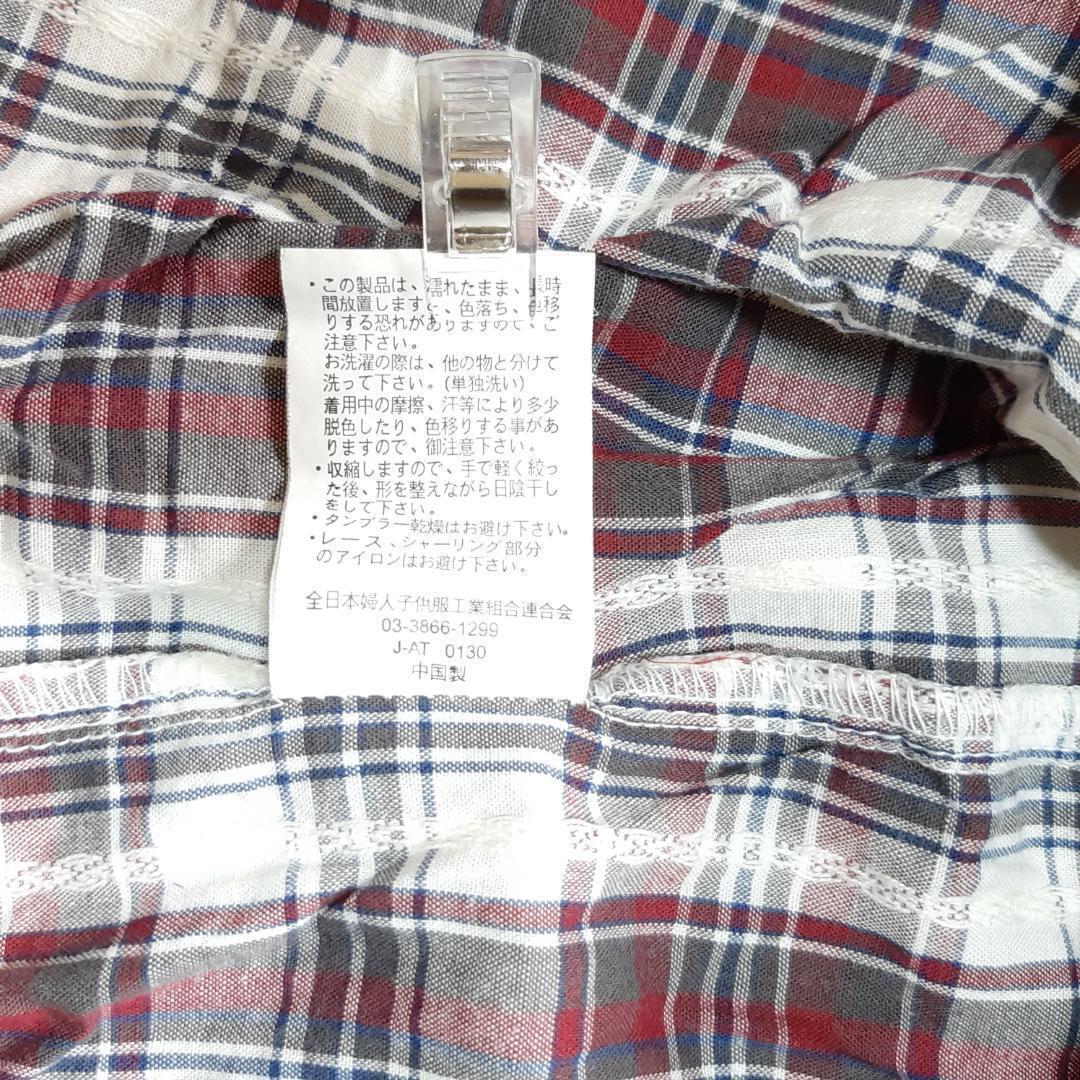 ・この製品は、濡れたまま、長時
間放置しますと、色落ち、色移
りする恐れがありますので、ご
注意下さい。
お洗濯の際は、他の物と分けて
洗って下さい。(単独洗い)
着用中の摩擦、汗等により多少
脱色したり、色移りする事があ
りますので、御注意下さい。
・収縮しますので、手で軽く絞っ
た後、形を整えながら日陰干し
をして下さい。
・タンブラー乾燥はお避け下さい。
・レース、シャーリング部分
のアイロンはお避け下さい。
全日本婦人子供服工業組合連合会
03-3866-1299
J-AT 0130
中国製